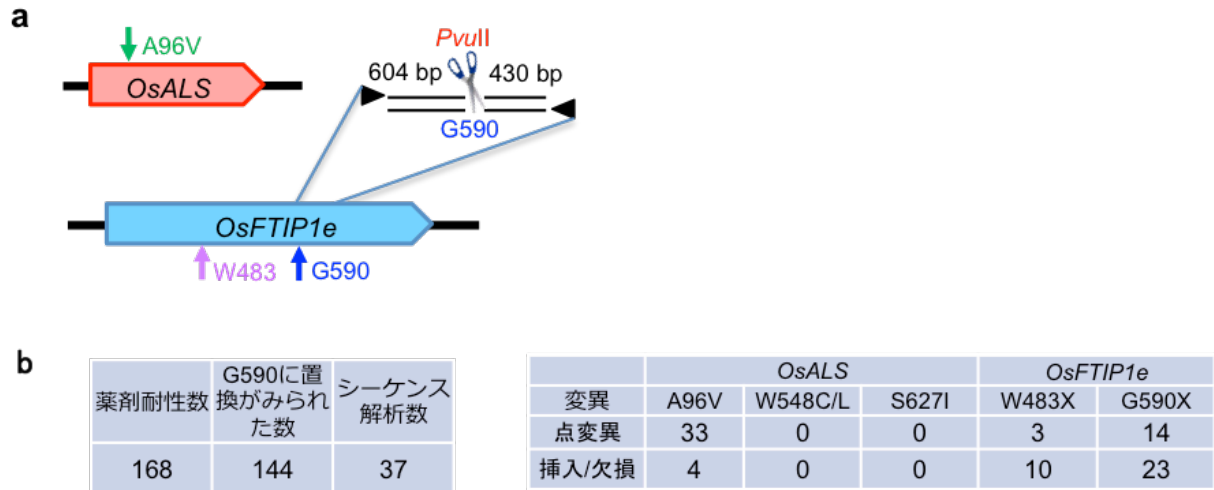 a
A96V
OsALS
PvuII
604 bp 430 bp
G590
OsFTIP1e
W483 G590
b
薬剤耐性数 G590に置換がみられた数 シーケンス解析数
168 144 37
OsALS OsFTIP1e
変異 A96V W548C/L S627I W483X G590X
点変異 33 0 0 3 14
挿入/欠損 4 0 0 10 23